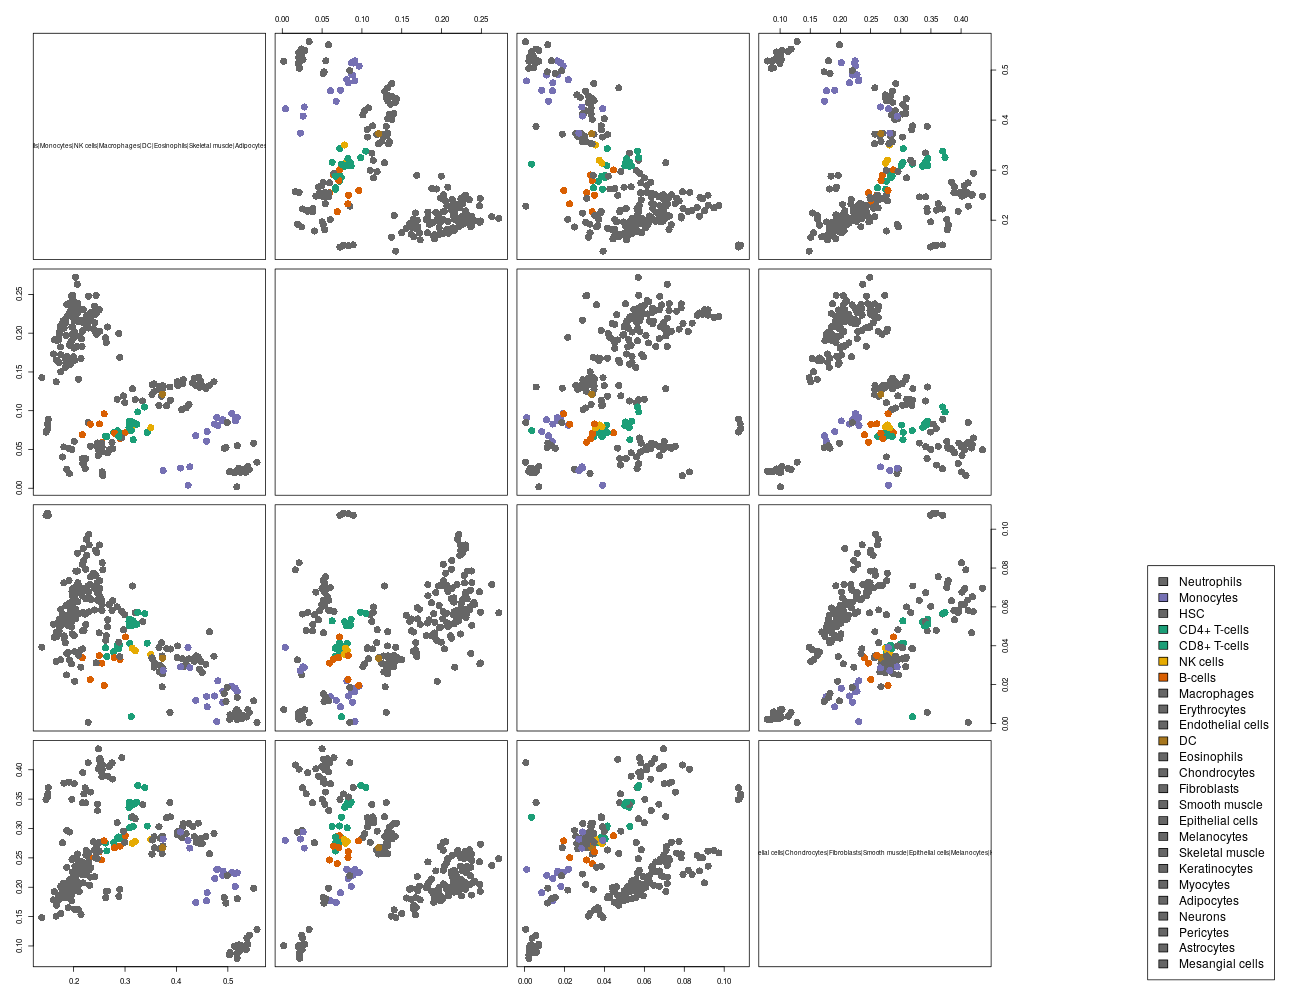 0.00 0.05 0.10 0.15 0.20 0.25
0.10 0.15 0.20 0.25 0.30 0.35 0.40
|Monocytes|NK cells|Macrophages|DC|Eosinophils|Skeletal muscle|Adipocytes
0.2 0.3 0.4 0.5
0.00 0.05 0.10 0.15 0.20 0.25
0.00 0.02 0.04 0.06 0.08 0.10
0.10 0.15 0.20 0.25 0.30 0.35 0.40
cells|Chondrocytes|Fibroblasts|Smooth muscle|Epithelial cells|Melanocytes|
0.2 0.3 0.4 0.5
0.00 0.02 0.04 0.06 0.08 0.10
Neutrophils
Monocytes
HSC
CD4+ T-cells
CD8+ T-cells
NK cells
B-cells
Macrophages
Erythrocytes
Endothelial cells
DC
Eosinophils
Chondrocytes
Fibroblasts
Smooth muscle
Epithelial cells
Melanocytes
Skeletal muscle
Keratinocytes
Myocytes
Adipocytes
Neurons
Pericytes
Astrocytes
Mesangial cells